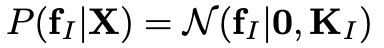 P(𝐟_I|𝐗) = 𝒩(𝐟_I|𝟎, 𝐊_I)